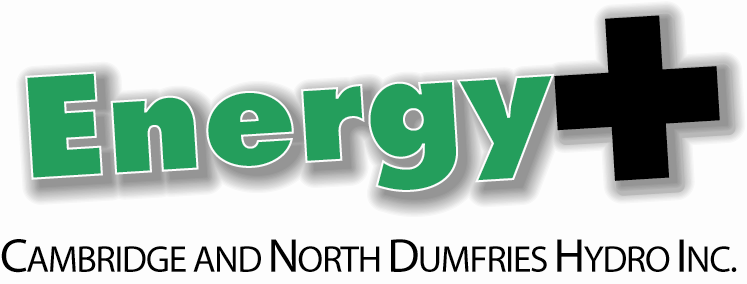 Energy+
CAMBRIDGE AND NORTH DUMFRIES HYDRO INC.